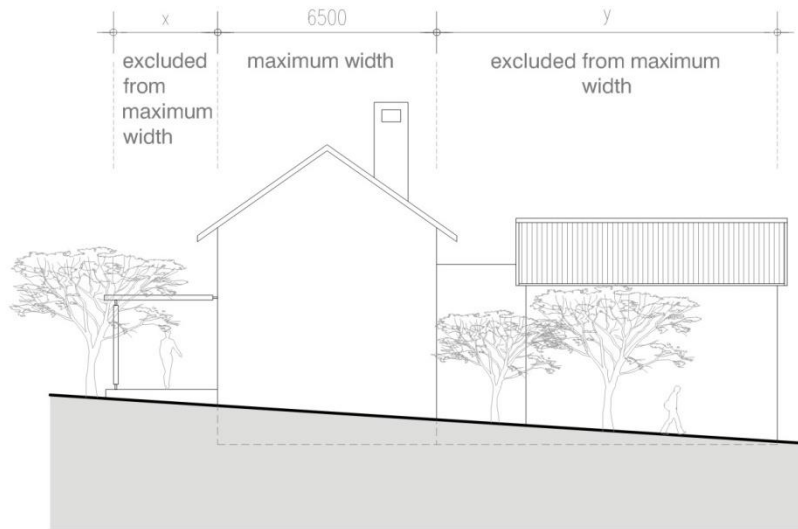 x 6500 y
excluded
from
maximum
width
maximum width
excluded from maximum
width